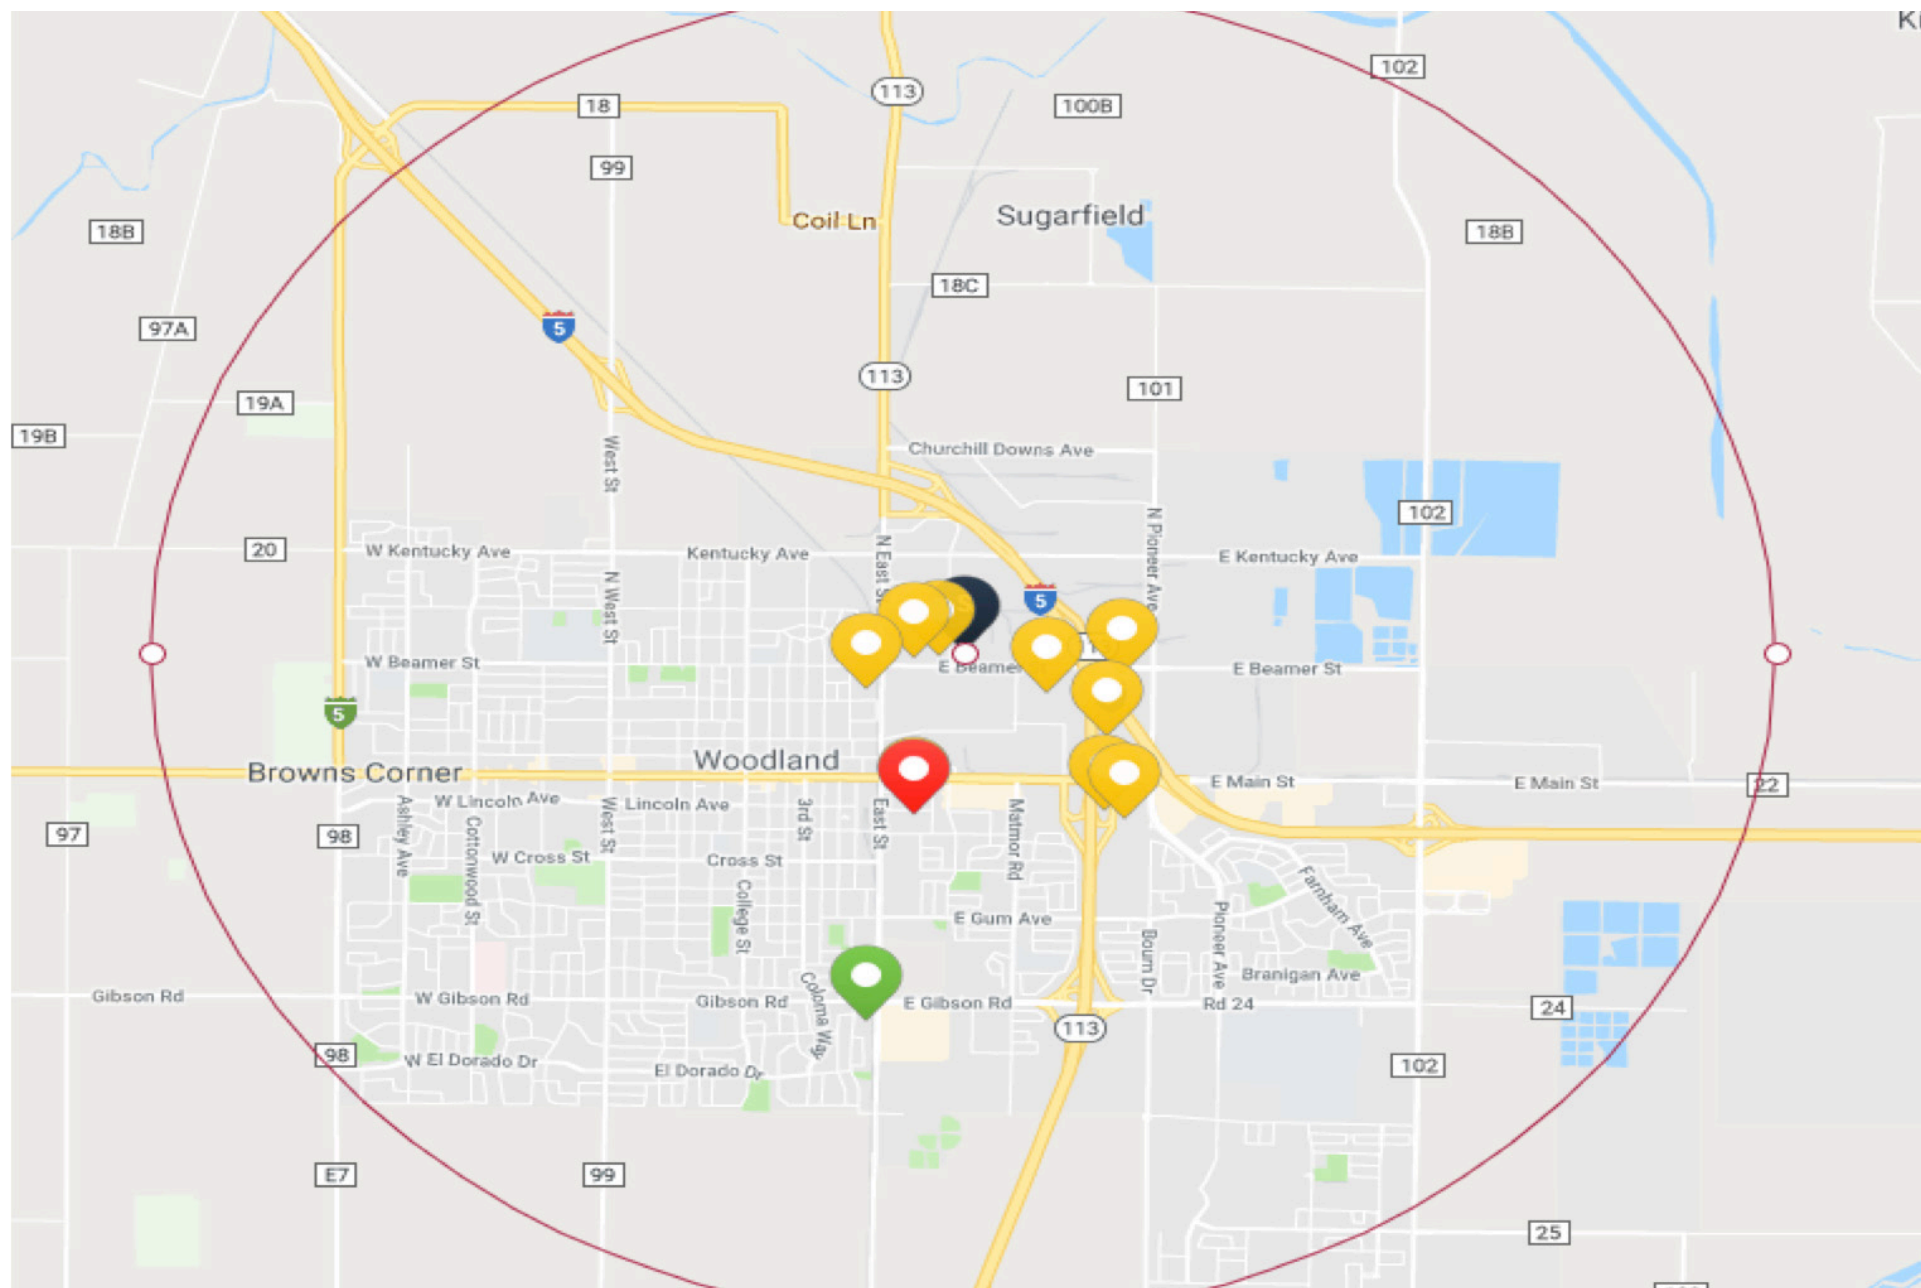 K
102
113
18
100B
99
Sugarfield
Coil Ln
18B
18B
18C
97A
5
113
101
19A
19B
Churchill Downs Ave
West St
102
N Pioneer Ave
20
W Kentucky Ave
Kentucky Ave
N East St
E Kentucky Ave
N West St
5
W Beamer St
E Beamer
E Beamer St
5
Woodland
Browns Corner
E Main St
E Main St
22
W Lincoln Ave
Lincoln Ave
Ashley Ave
Cottonwood St
West St
3rd St
East St
Matmor Rd
97
98
W Cross St
Cross St
College St
E Gum Ave
Farnham Ave
Pioneer Ave
Bourn Dr
Branigan Ave
Gibson Rd
W Gibson Rd
Gibson Rd
Coloma Way
E Gibson Rd
Rd 24
24
113
98
W El Dorado Dr
El Dorado Dr
102
E7
99
25